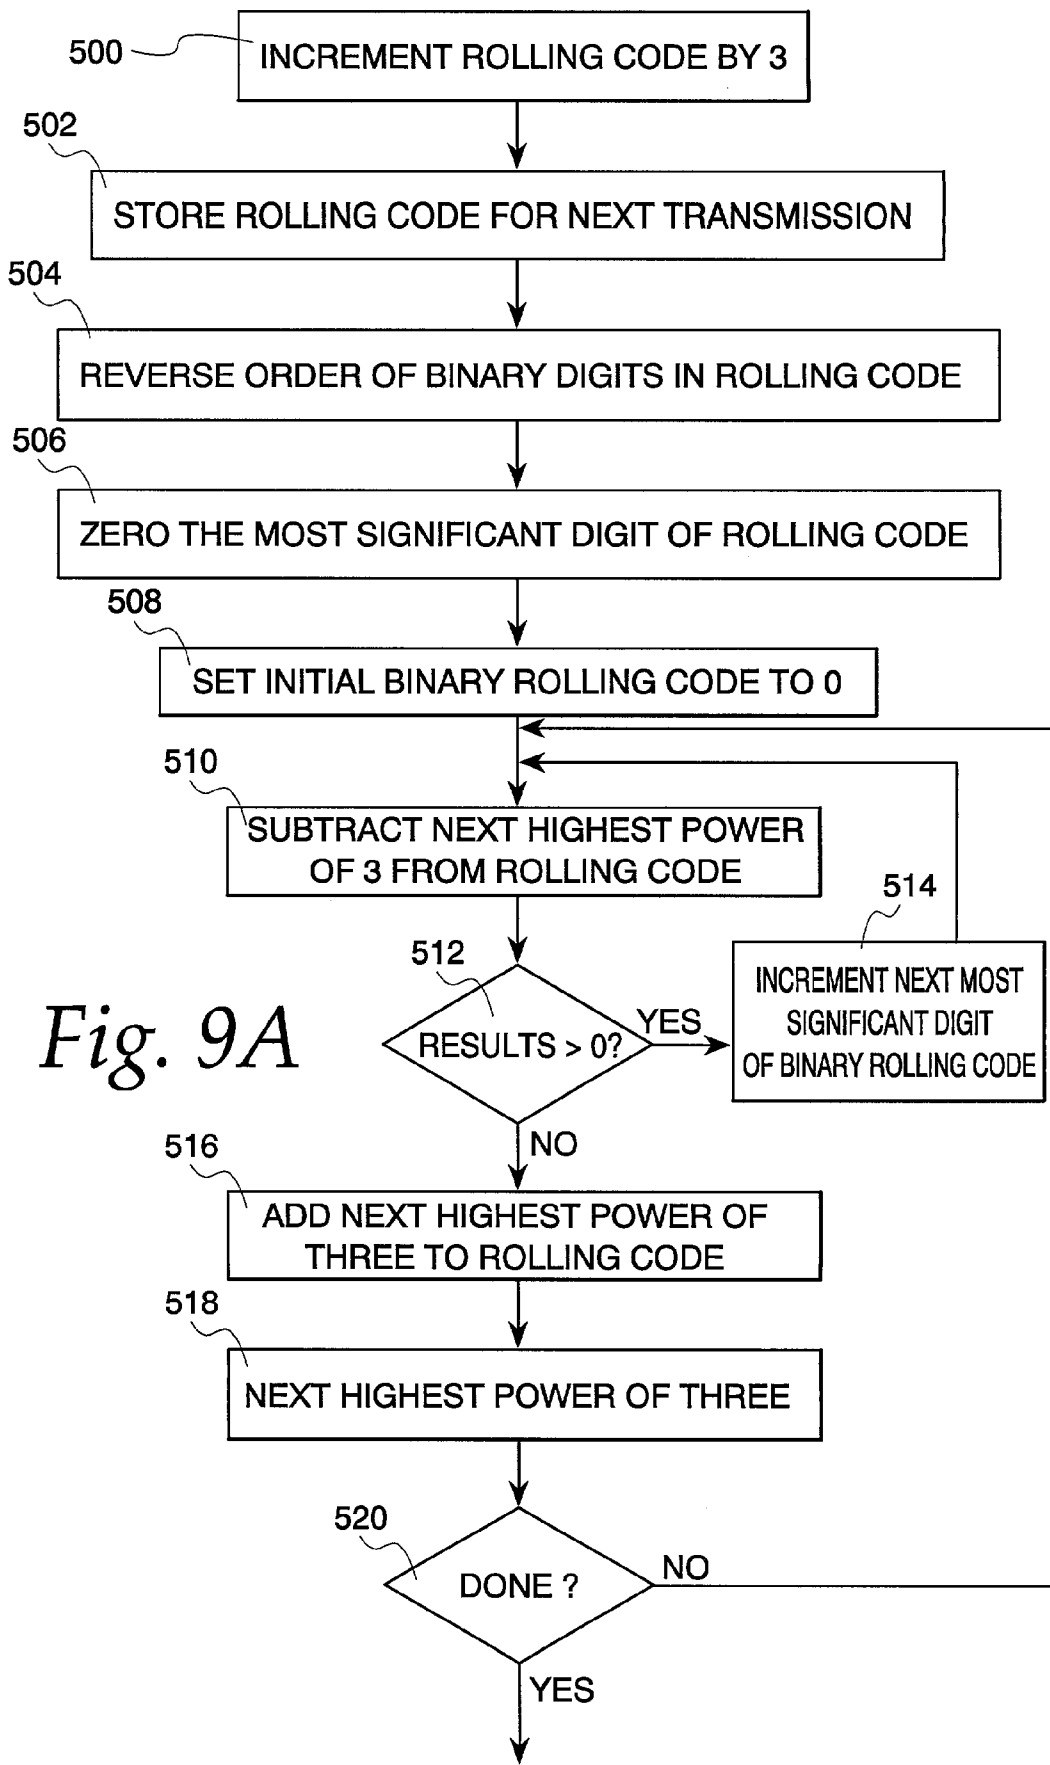 500
INCREMENT ROLLING CODE BY 3
502
STORE ROLLING CODE FOR NEXT TRANSMISSION
504
REVERSE ORDER OF BINARY DIGITS IN ROLLING CODE
506
ZERO THE MOST SIGNIFICANT DIGIT OF ROLLING CODE
508
SET INITIAL BINARY ROLLING CODE TO 0
510
SUBTRACT NEXT HIGHEST POWER
OF 3 FROM ROLLING CODE
512
RESULTS > 0?
YES
514
INCREMENT NEXT MOST
SIGNIFICANT DIGIT
OF BINARY ROLLING CODE
Fig. 9A
NO
516
ADD NEXT HIGHEST POWER OF
THREE TO ROLLING CODE
518
NEXT HIGHEST POWER OF THREE
520
DONE ?
NO
YES